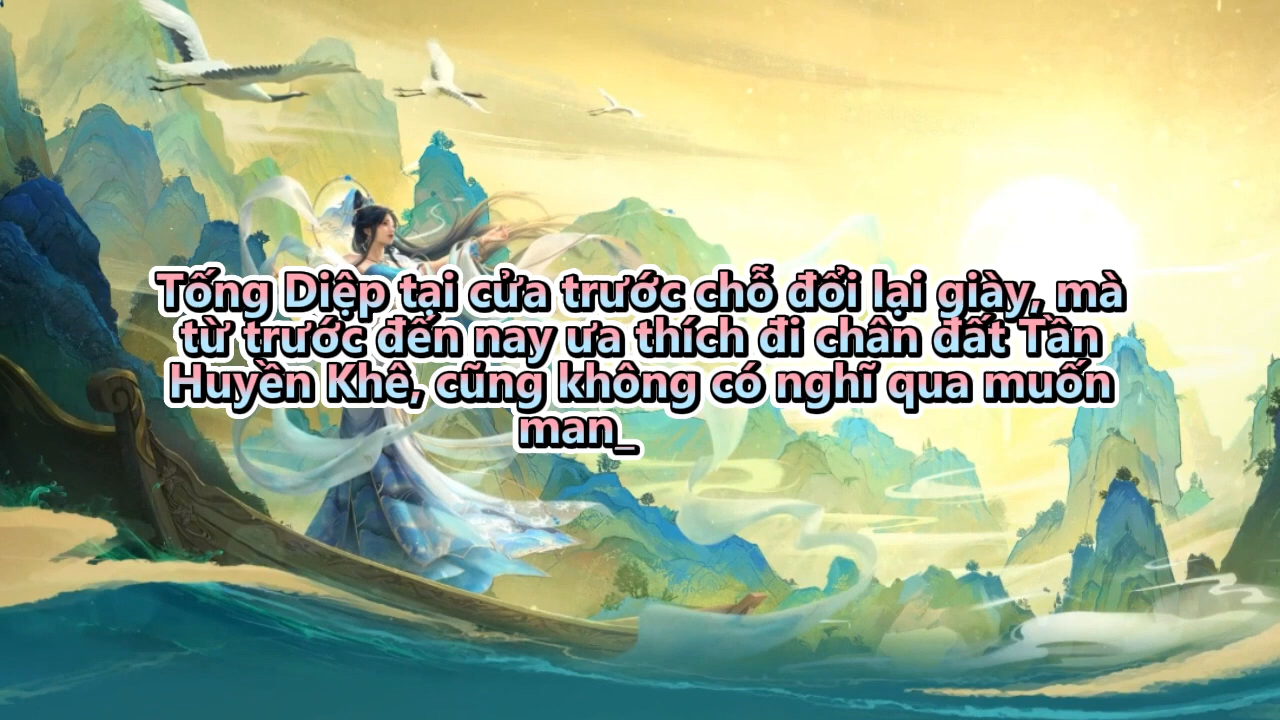 Tống Diệp tại cửa trước chỗ đổi lại giày, mà
từ trước đến nay ưa thích đi chân đất Tần
Huyền Khê, cũng không có nghĩ qua muốn
man_